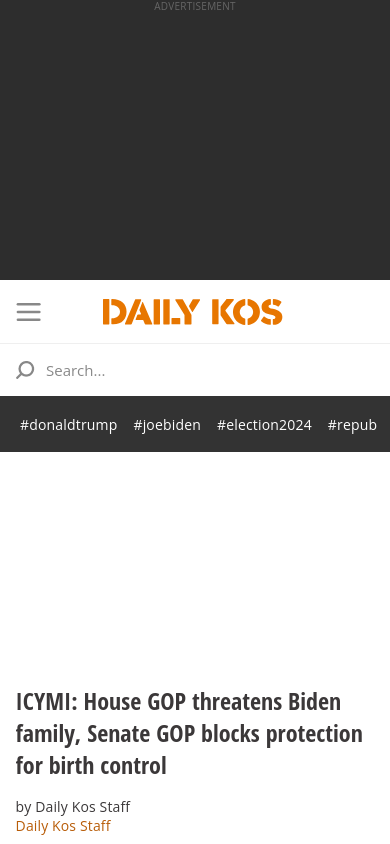 ADVERTISEMENT
DAILY KOS
Search...
#donaldtrump #joebiden #election2024 #repub
ICYMI: House GOP threatens Biden
family, Senate GOP blocks protection
for birth control
by Daily Kos Staff
Daily Kos Staff